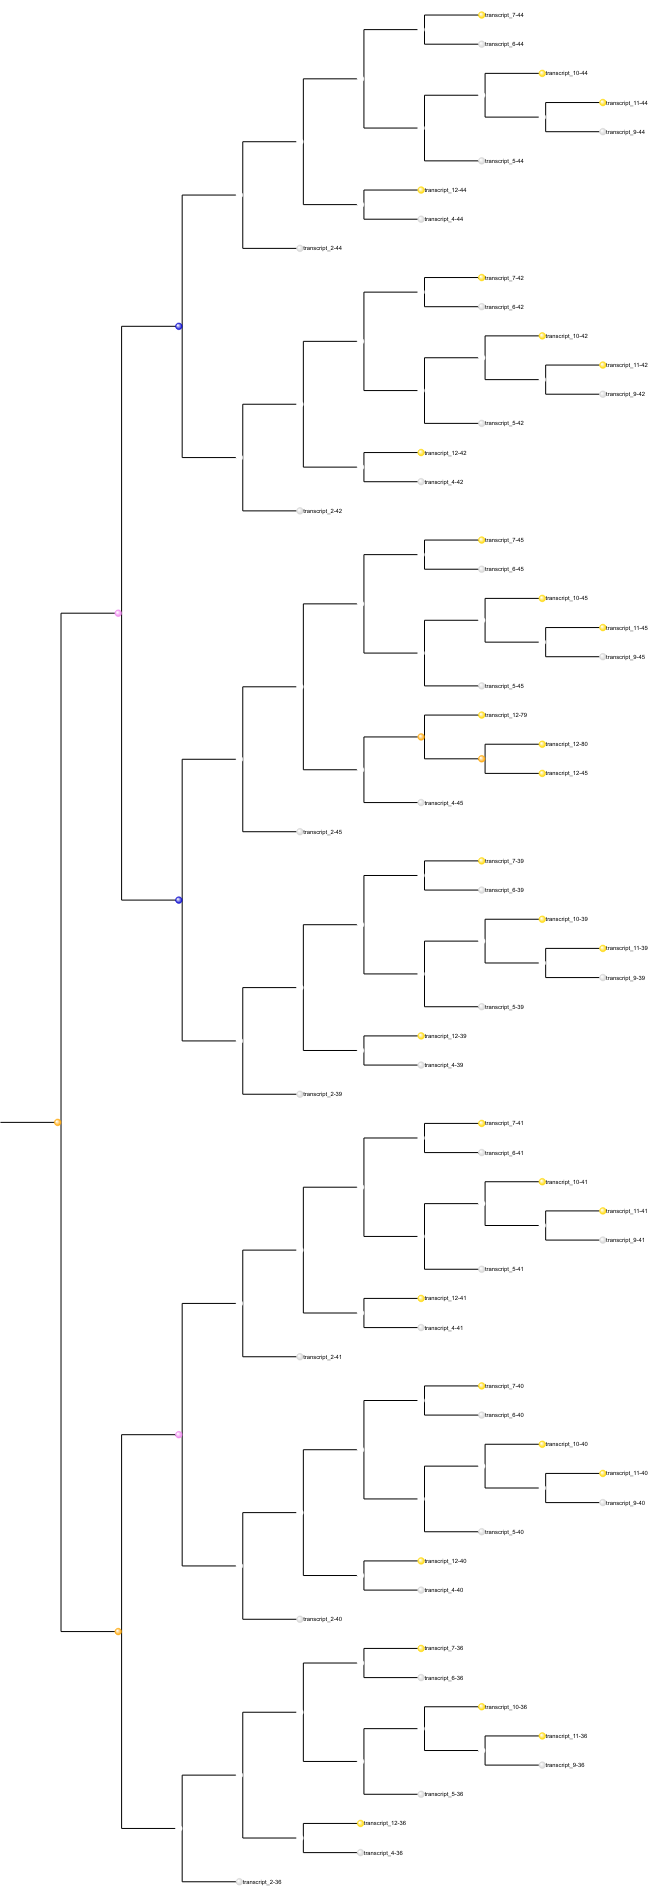 transcript_7-44
transcript_6-44
transcript_10-44
transcript_11-44
transcript_9-44
transcript_5-44
transcript_12-44
transcript_4-44
transcript_2-44
transcript_7-42
transcript_6-42
transcript_10-42
transcript_11-42
transcript_9-42
transcript_5-42
transcript_12-42
transcript_4-42
transcript_2-42
transcript_7-45
transcript_6-45
transcript_10-45
transcript_11-45
transcript_9-45
transcript_5-45
transcript_12-79
transcript_12-80
transcript_12-45
transcript_4-45
transcript_2-45
transcript_7-39
transcript_6-39
transcript_10-39
transcript_11-39
transcript_9-39
transcript_5-39
transcript_12-39
transcript_4-39
transcript_2-39
transcript_7-41
transcript_6-41
transcript_10-41
transcript_11-41
transcript_9-41
transcript_5-41
transcript_12-41
transcript_4-41
transcript_2-41
transcript_7-40
transcript_6-40
transcript_10-40
transcript_11-40
transcript_9-40
transcript_5-40
transcript_12-40
transcript_4-40
transcript_2-40
transcript_7-36
transcript_6-36
transcript_10-36
transcript_11-36
transcript_9-36
transcript_5-36
transcript_12-36
transcript_4-36
transcript_2-36